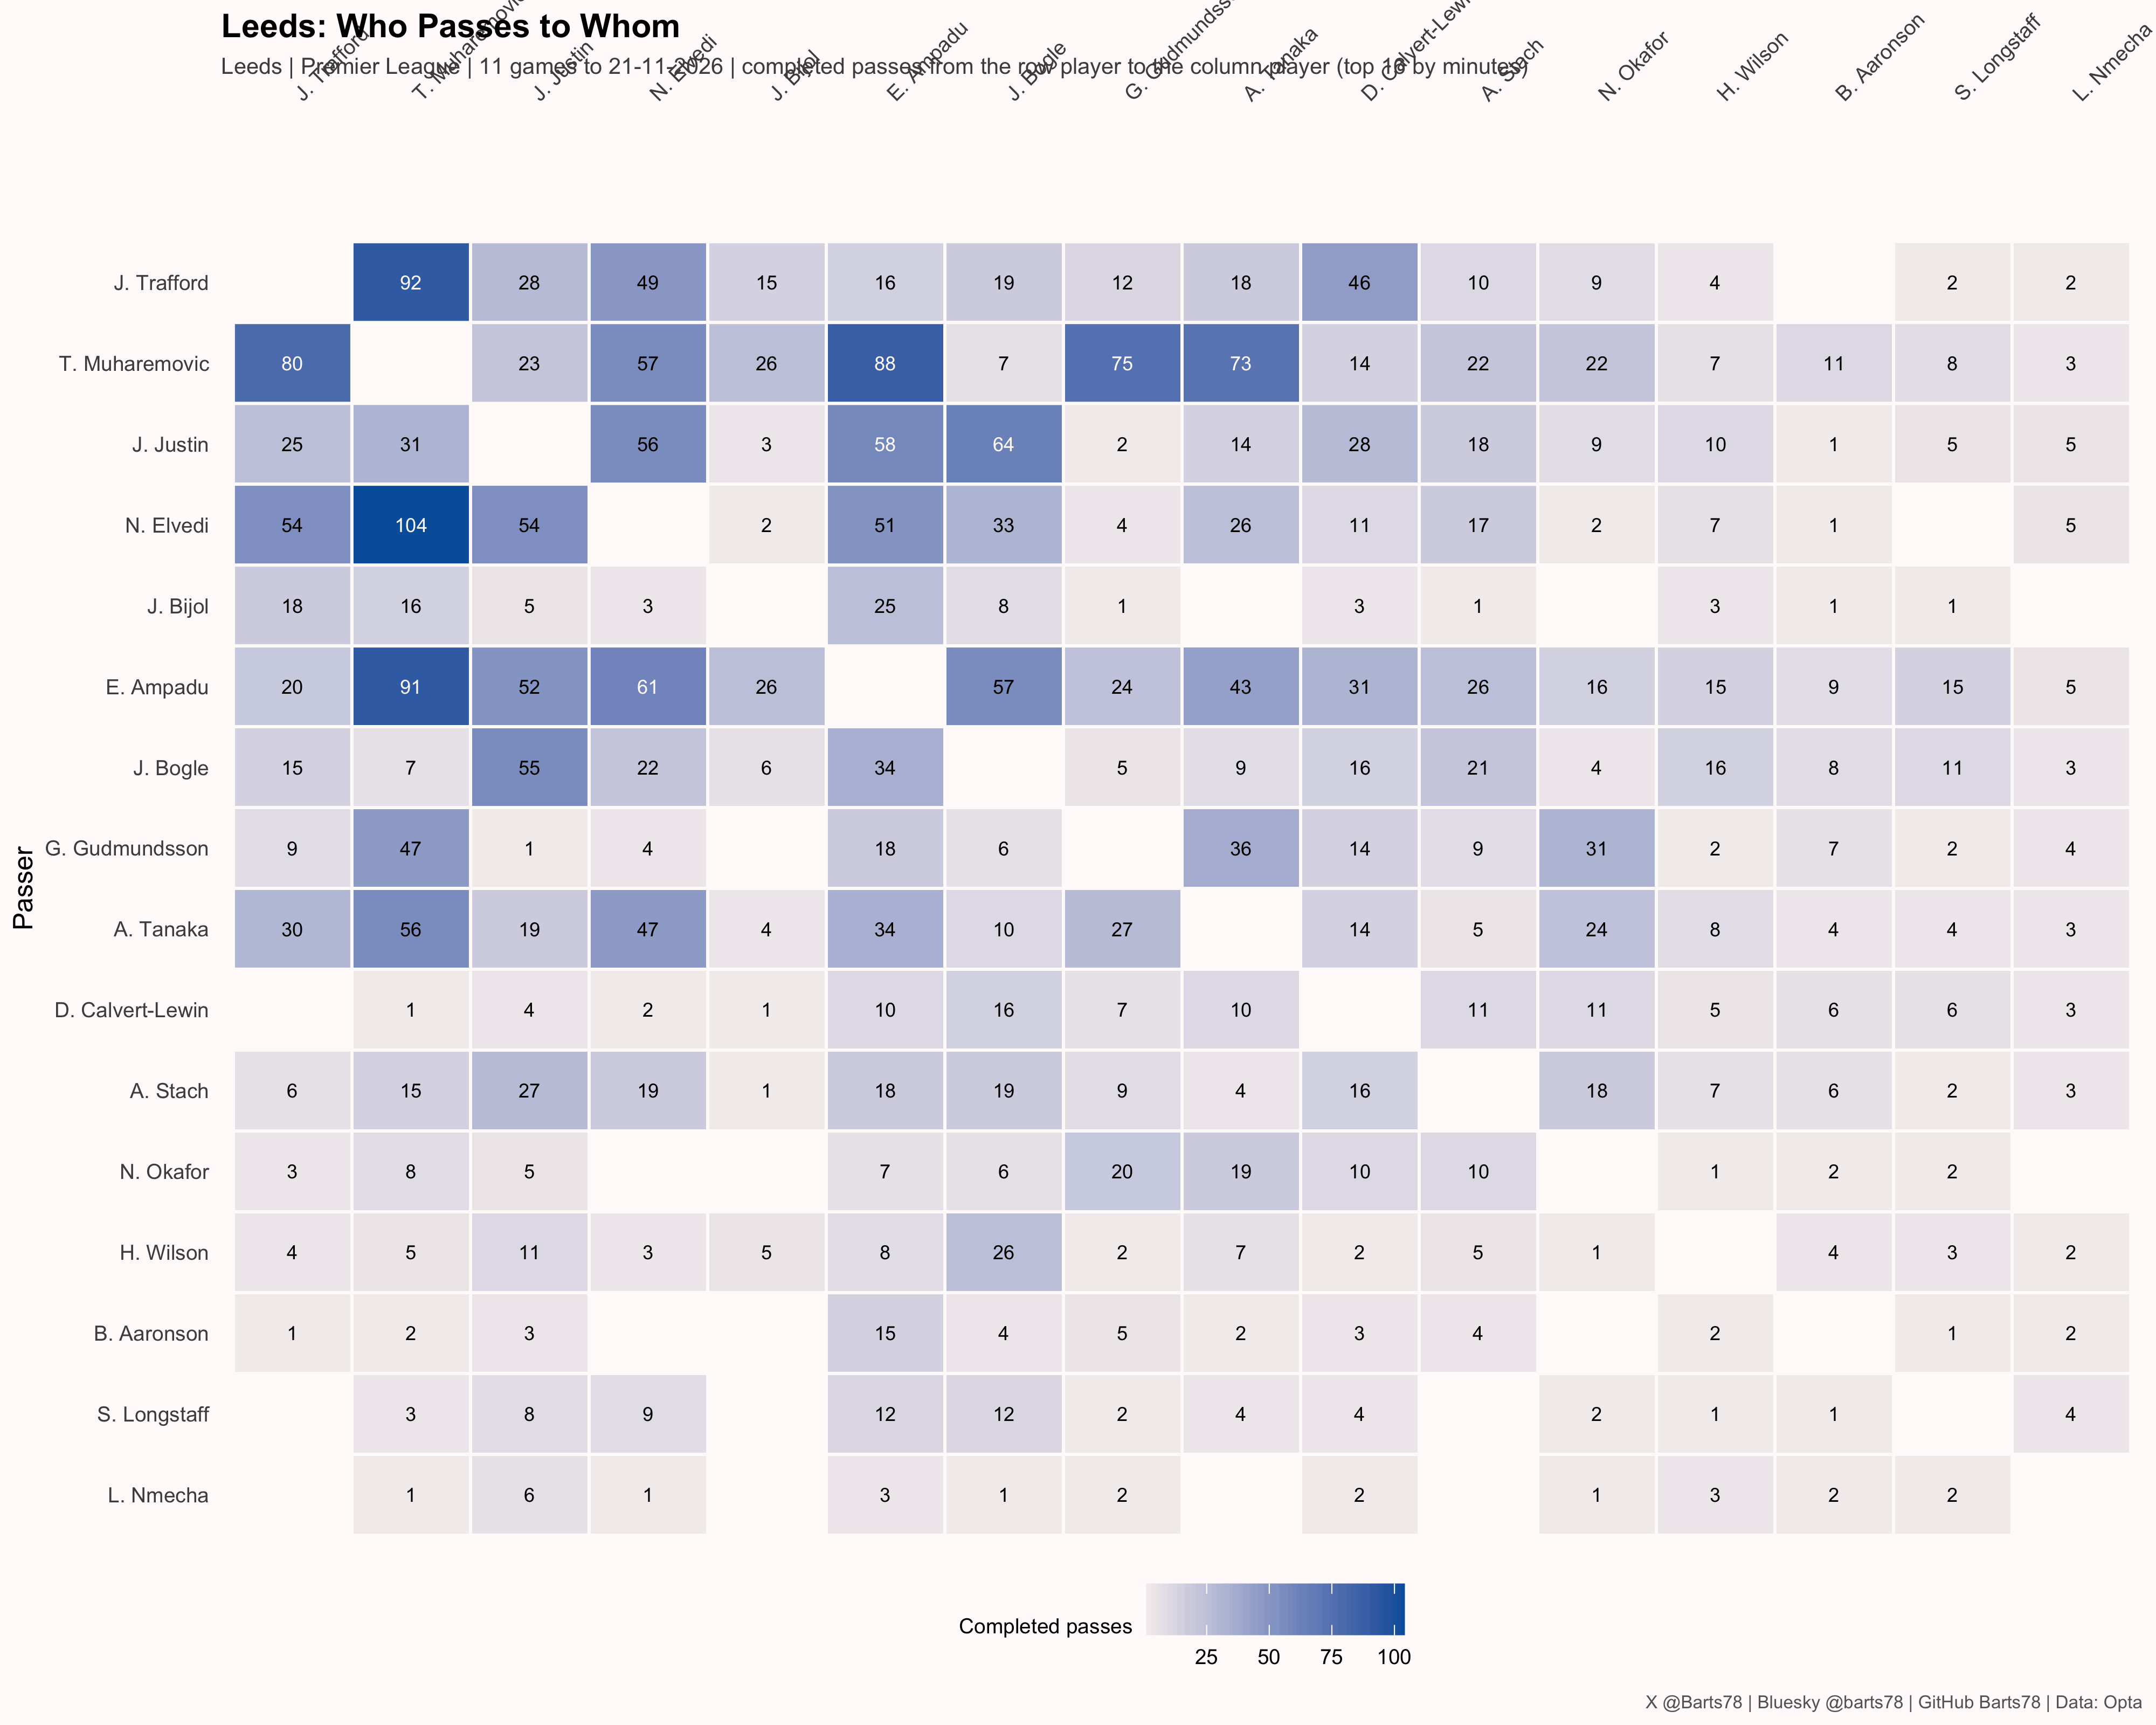 Leeds: Who Passes to Whom
Leeds | Premier League | 11 games to 21-11-2026 | completed passes from the row player to the column player (top 16 by minutes)
J. Trafford T. Muharemovic J. Justin N. Elvedi J. Bijol E. Ampadu J. Bogle G. Gudmundss A. Tanaka D. Calvert-Lewi A. Stach N. Okafor H. Wilson B. Aaronson S. Longstaff L. Nmecha
J. Trafford 92 28 49 15 16 19 12 18 46 10 9 4 2 2
T. Muharemovic 80 23 57 26 88 7 75 73 14 22 22 7 11 8 3
J. Justin 25 31 56 3 58 64 2 14 28 18 9 10 1 5 5
N. Elvedi 54 104 54 2 51 33 4 26 11 17 2 7 1 5
J. Bijol 18 16 5 3 25 8 1 3 1 3 1 1
E. Ampadu 20 91 52 61 26 57 24 43 31 26 16 15 9 15 5
J. Bogle 15 7 55 22 6 34 5 9 16 21 4 16 8 11 3
G. Gudmundsson 9 47 1 4 18 6 36 14 9 31 2 7 2 4
Passer
A. Tanaka 30 56 19 47 4 34 10 27 14 5 24 8 4 4 3
D. Calvert-Lewin 1 4 2 1 10 16 7 10 11 11 5 6 6 3
A. Stach 6 15 27 19 1 18 19 9 4 16 18 7 6 2 3
N. Okafor 3 8 5 7 6 20 19 10 10 1 2 2
H. Wilson 4 5 11 3 5 8 26 2 7 2 5 1 4 3 2
B. Aaronson 1 2 3 15 4 5 2 3 4 2 1 2
S. Longstaff 3 8 9 12 12 2 4 4 2 1 1 4
L. Nmecha 1 6 1 3 1 2 2 1 3 2 2
Completed passes
25 50 75 100
X @Barts78 | Bluesky @barts78 | GitHub Barts78 | Data: Opta